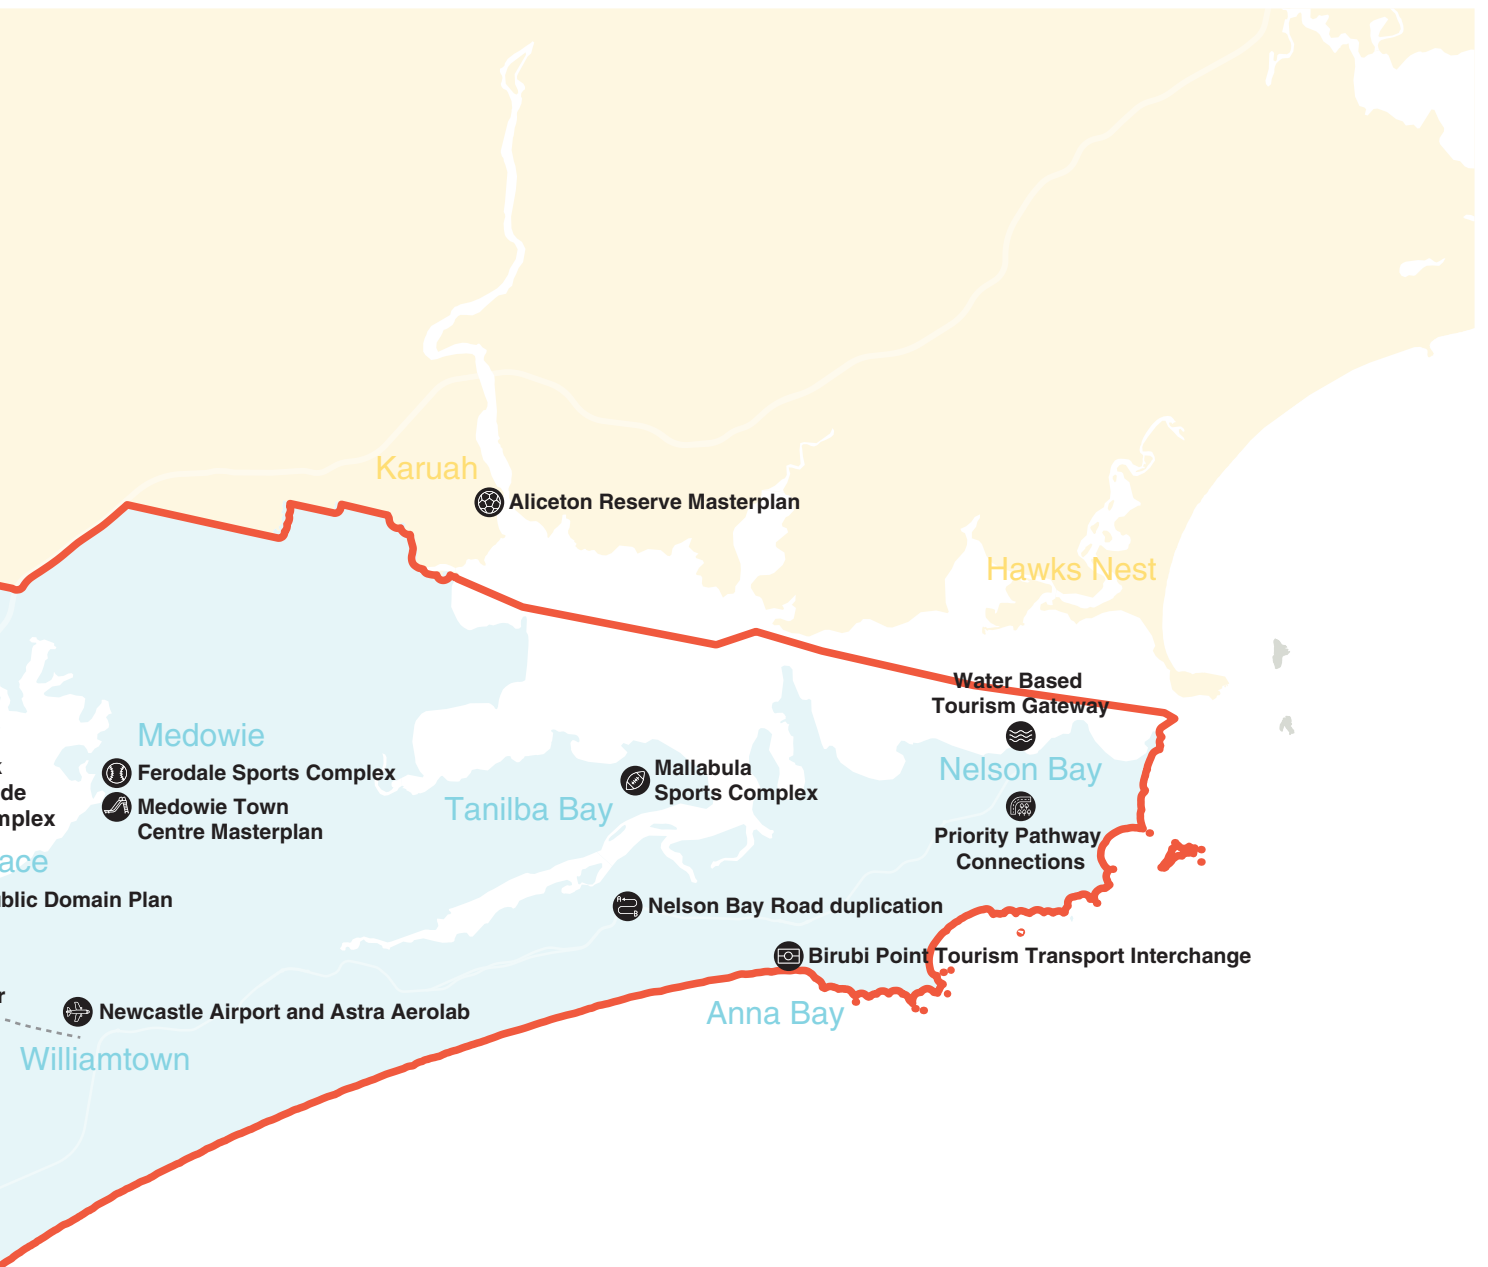 Karuah
Aliceton Reserve Masterplan
Hawks Nest
Water Based
Tourism Gateway
Medowie
Nelson Bay
Ferodale Sports Complex
Mallabula
Sports Complex
de
mplex
Medowie Town
Centre Masterplan
Tanilba Bay
Priority Pathway
Connections
ace
blic Domain Plan
Nelson Bay Road duplication
A
B
Birubi Point Tourism Transport Interchange
r
Newcastle Airport and Astra Aerolab
Anna Bay
Williamtown